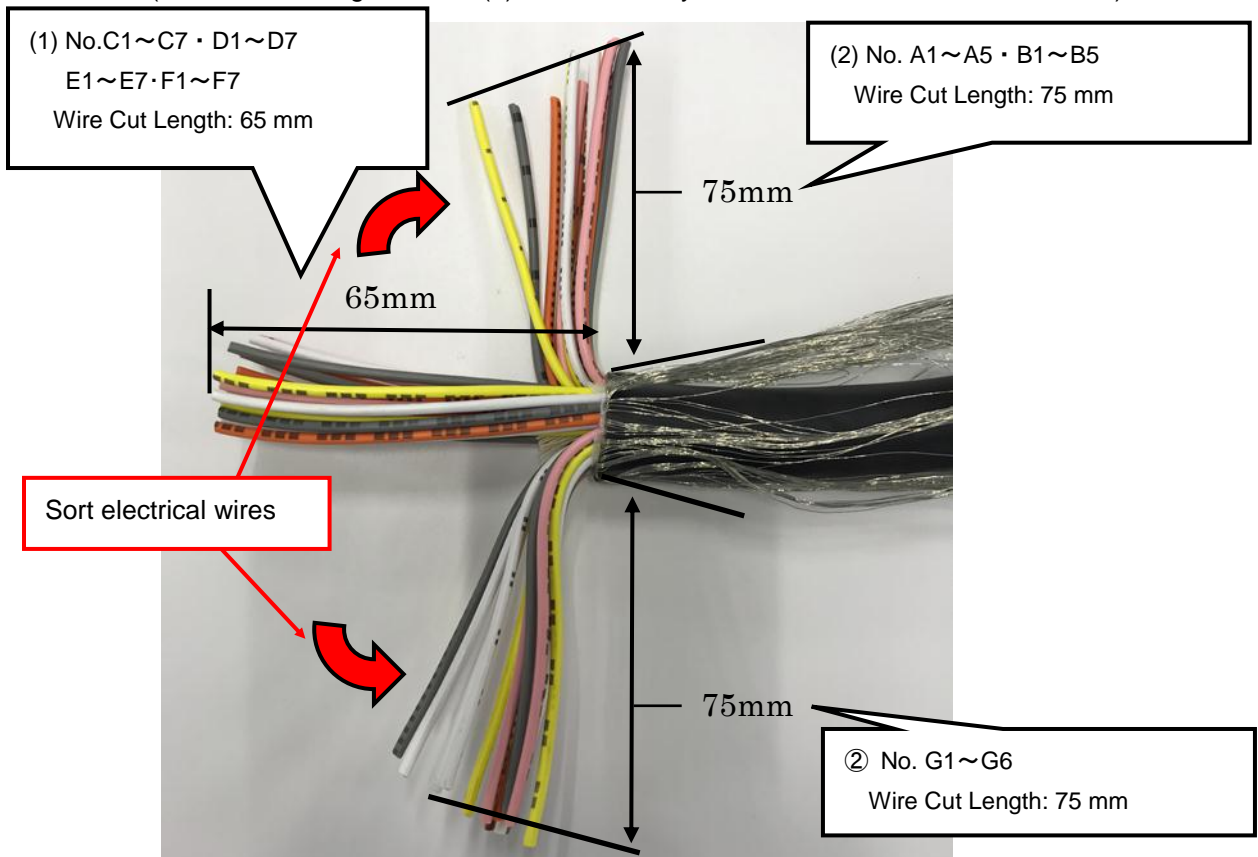 (1) No.C1～C7・D1～D7
E1～E7･F1～F7
Wire Cut Length: 65 mm
(2) No. A1～A5・B1～B5
Wire Cut Length: 75 mm
75mm
65mm
Sort electrical wires
75mm
② No. G1～G6
Wire Cut Length: 75 mm